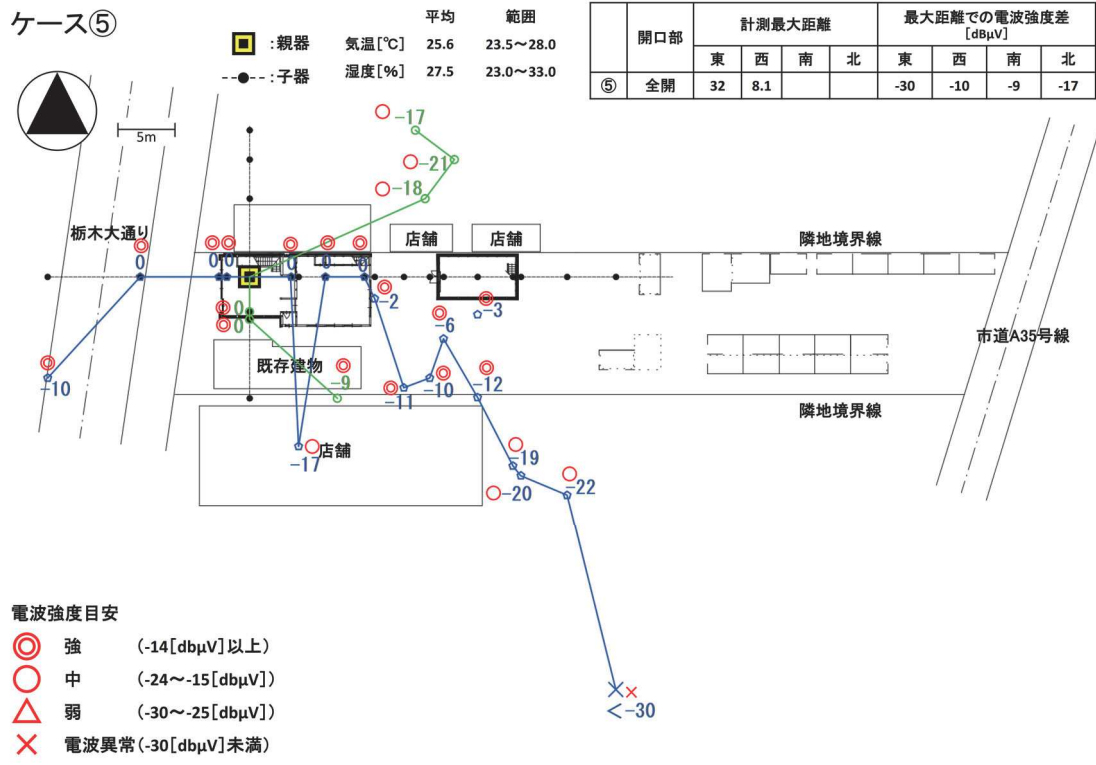 ケース⑤
平均 範囲
:親器 気温[℃] 25.6 23.5～28.0
:子器 湿度[%] 27.5 23.0～33.0
開口部 計測最大距離 最大距離での電波強度差
[dBμV]
東 西 南 北 東 西 南 北
⑤ 全開 32 8.1 -30 -10 -9 -17
5m
-17
-21
-18
栃木大通り
店舗 店舗
隣地境界線
0 0 0 0 0 0
-2
-3
0
0
-6
市道A35号線
既存建物
-10
-9
-11
-10
-12
隣地境界線
-17
店舗
-19
-20
-22
<-30
電波強度目安
強 (-14[dbμV]以上)
中 (-24～-15[dbμV])
弱 (-30～-25[dbμV])
電波異常(-30[dbμV]未満)